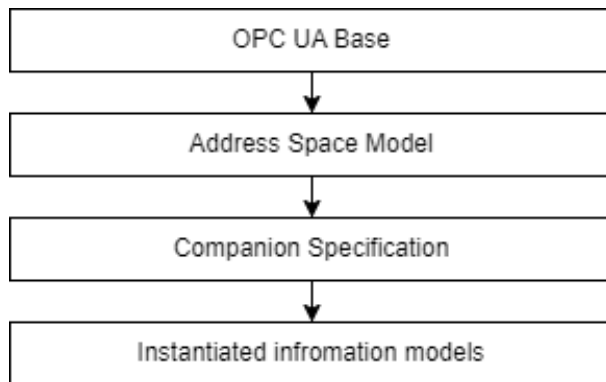 OPC UA Base
Address Space Model
Companion Specification
Instantiated infromation models